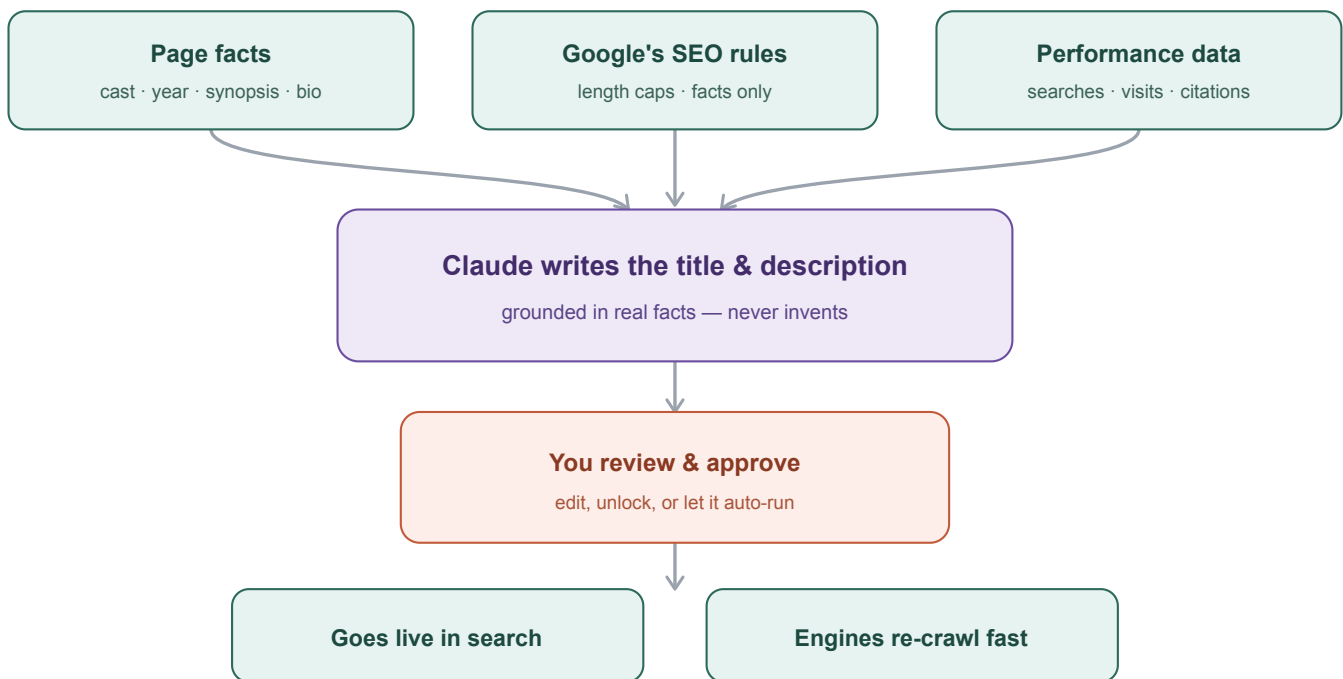 Page facts
cast · year · synopsis · bio
Google's SEO rules
length caps · facts only
Performance data
searches · visits · citations
Claude writes the title & description
grounded in real facts — never invents
You review & approve
edit, unlock, or let it auto-run
Goes live in search
Engines re-crawl fast